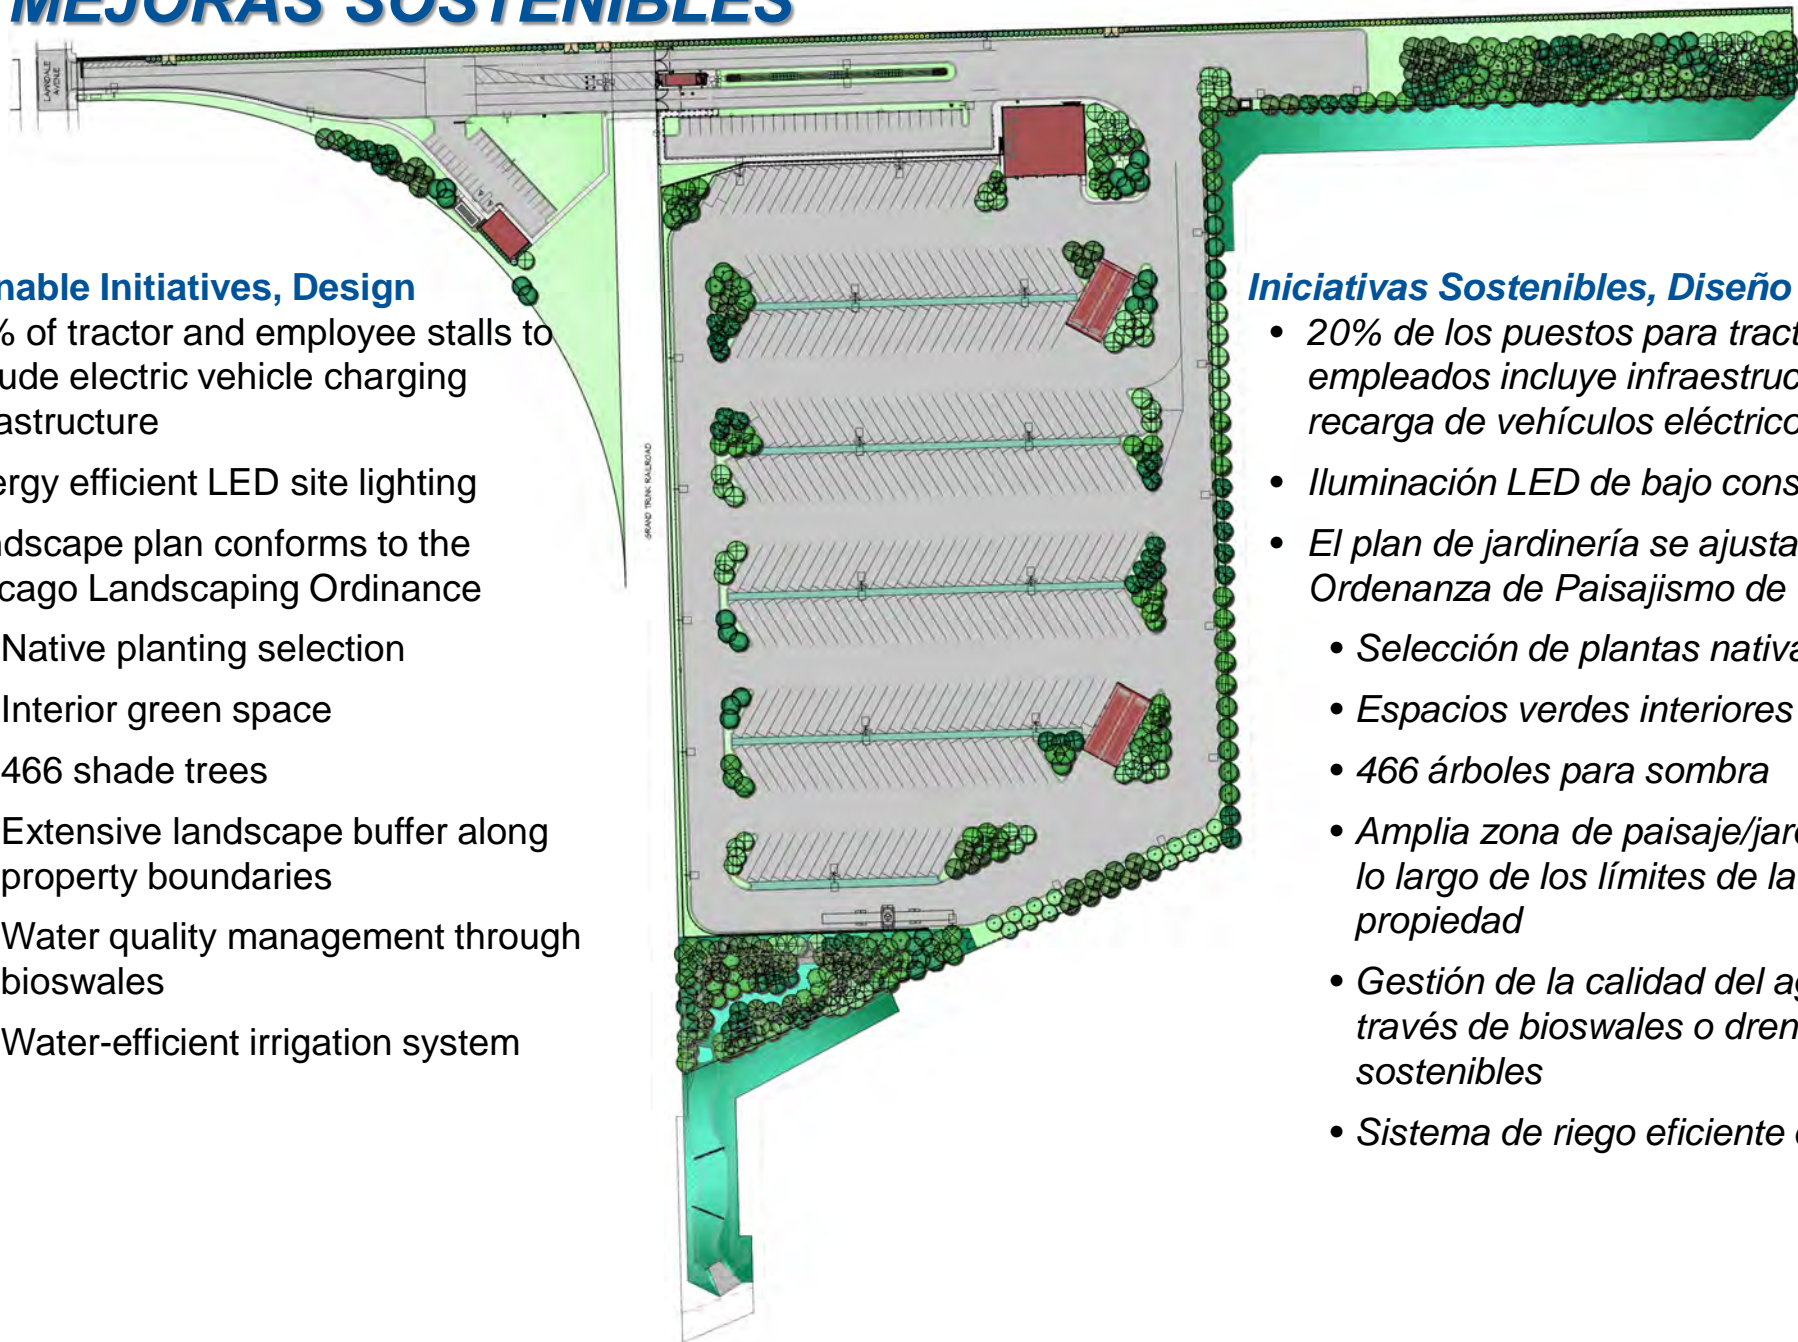 MEJORAS SOSTENIBLES
LAWNDALE
AVENUE
GRAND TRUNK RAILROAD
nable Initiatives, Design
% of tractor and employee stalls to
ude electric vehicle charging
astructure
ergy efficient LED site lighting
ndscape plan conforms to the
cago Landscaping Ordinance
Native planting selection
Interior green space
466 shade trees
Extensive landscape buffer along
property boundaries
Water quality management through
bioswales
Water-efficient irrigation system
Iniciativas Sostenibles, Diseño
• 20% de los puestos para tract
empleados incluye infraestruc
recarga de vehículos eléctrico
• Iluminación LED de bajo cons
• El plan de jardinería se ajusta
Ordenanza de Paisajismo de
• Selección de plantas nativa
• Espacios verdes interiores
• 466 árboles para sombra
• Amplia zona de paisaje/jar
lo largo de los límites de la
propiedad
• Gestión de la calidad del ag
través de bioswales o dren
sostenibles
• Sistema de riego eficiente